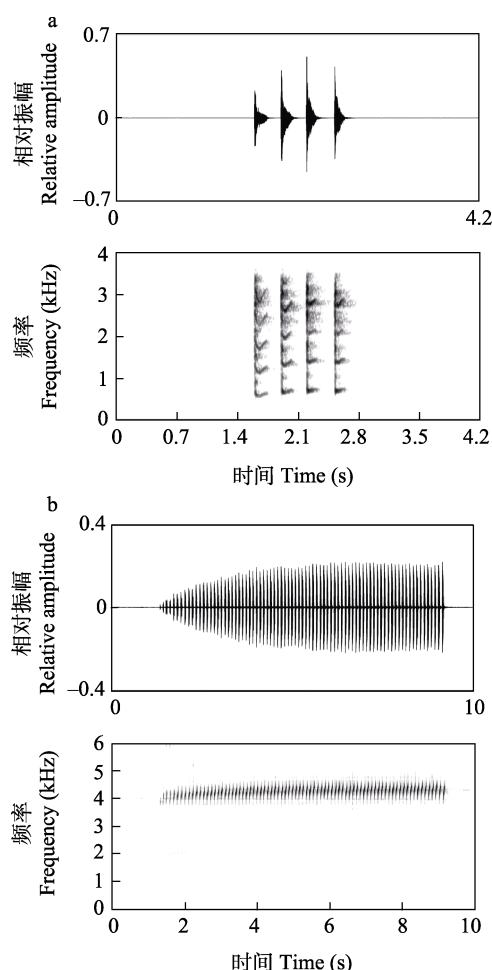 a
0.7
0
–0.7
相对振幅
Relative amplitude
0
4.2
4
3
2
1
0
频率
Frequency (kHz)
0 0.7 1.4 2.1 2.8 3.5 4.2
时间 Time (s)
b
0.4
0
–0.4
相对振幅
Relative amplitude
0
10
6
5
4
3
2
1
0
频率
Frequency (kHz)
0 2 4 6 8 10
时间 Time (s)